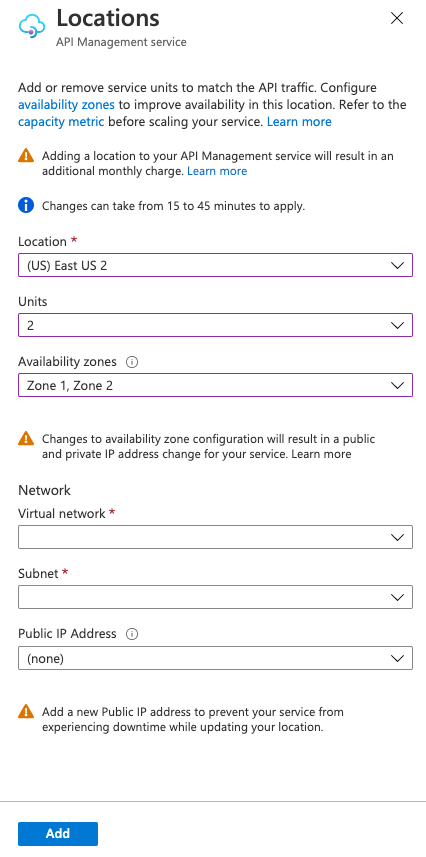 Locations
API Management service
Add or remove service units to match the API traffic. Configure
availability zones to improve availability in this location. Refer to the
capacity metric before scaling your service. Learn more
Adding a location to your API Management service will result in an
additional monthly charge. Learn more
Changes can take from 15 to 45 minutes to apply.
Location *
(US) East US 2
Units
2
Availability zones
Zone 1, Zone 2
Changes to availability zone configuration will result in a public
and private IP address change for your service. Learn more
Network
Virtual network *
Subnet *
Public IP Address
(none)
Add a new Public IP address to prevent your service from
experiencing downtime while updating your location.
Add